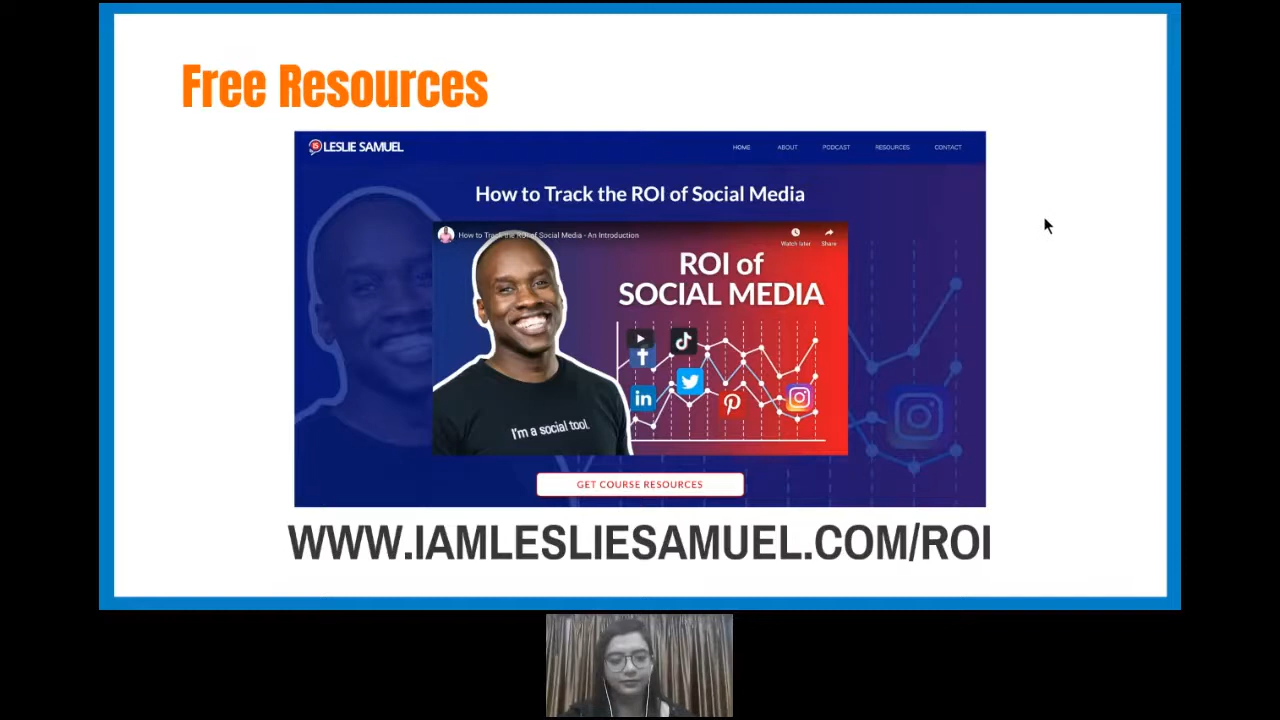 Free Resources
LESLIE SAMUEL
HOME ABOUT PODCAST RESOURCES CONTACT
How to Track the ROI of Social Media
How to Track the ROI of Social Media - An Introduction
Watch later Share
ROI of
SOCIAL MEDIA
I'm a social tool.
GET COURSE RESOURCES
WWW.IAMLESLIESAMUEL.COM/ROI